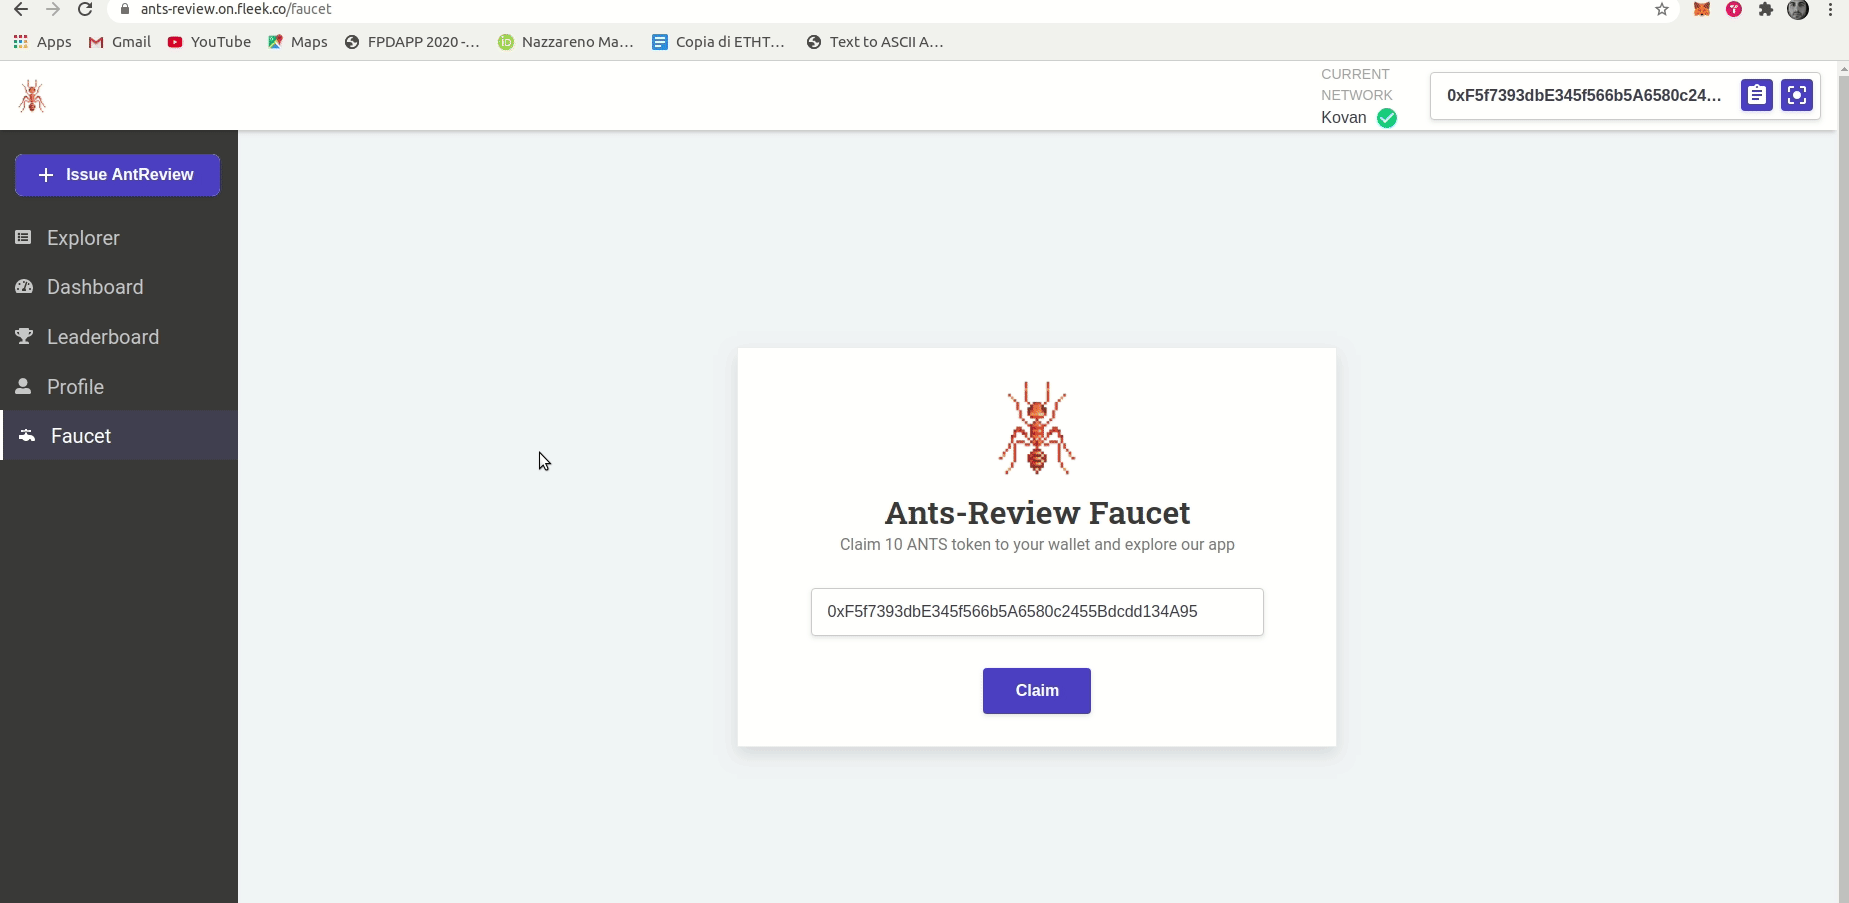 ants-review.on.fleek.co/faucet
Apps Gmail YouTube Maps FPDAPP 2020 -... Nazzareno Ma... Copia di ETHT... Text to ASCII A...
CURRENT
NETWORK
Kovan
0xF5f7393dbE345f566b5A6580c24...
+ Issue AntReview
Explorer
Dashboard
Leaderboard
Profile
Faucet
Ants-Review Faucet
Claim 10 ANTS token to your wallet and explore our app
0xF5f7393dbE345f566b5A6580c2455Bdcdd134A95
Claim